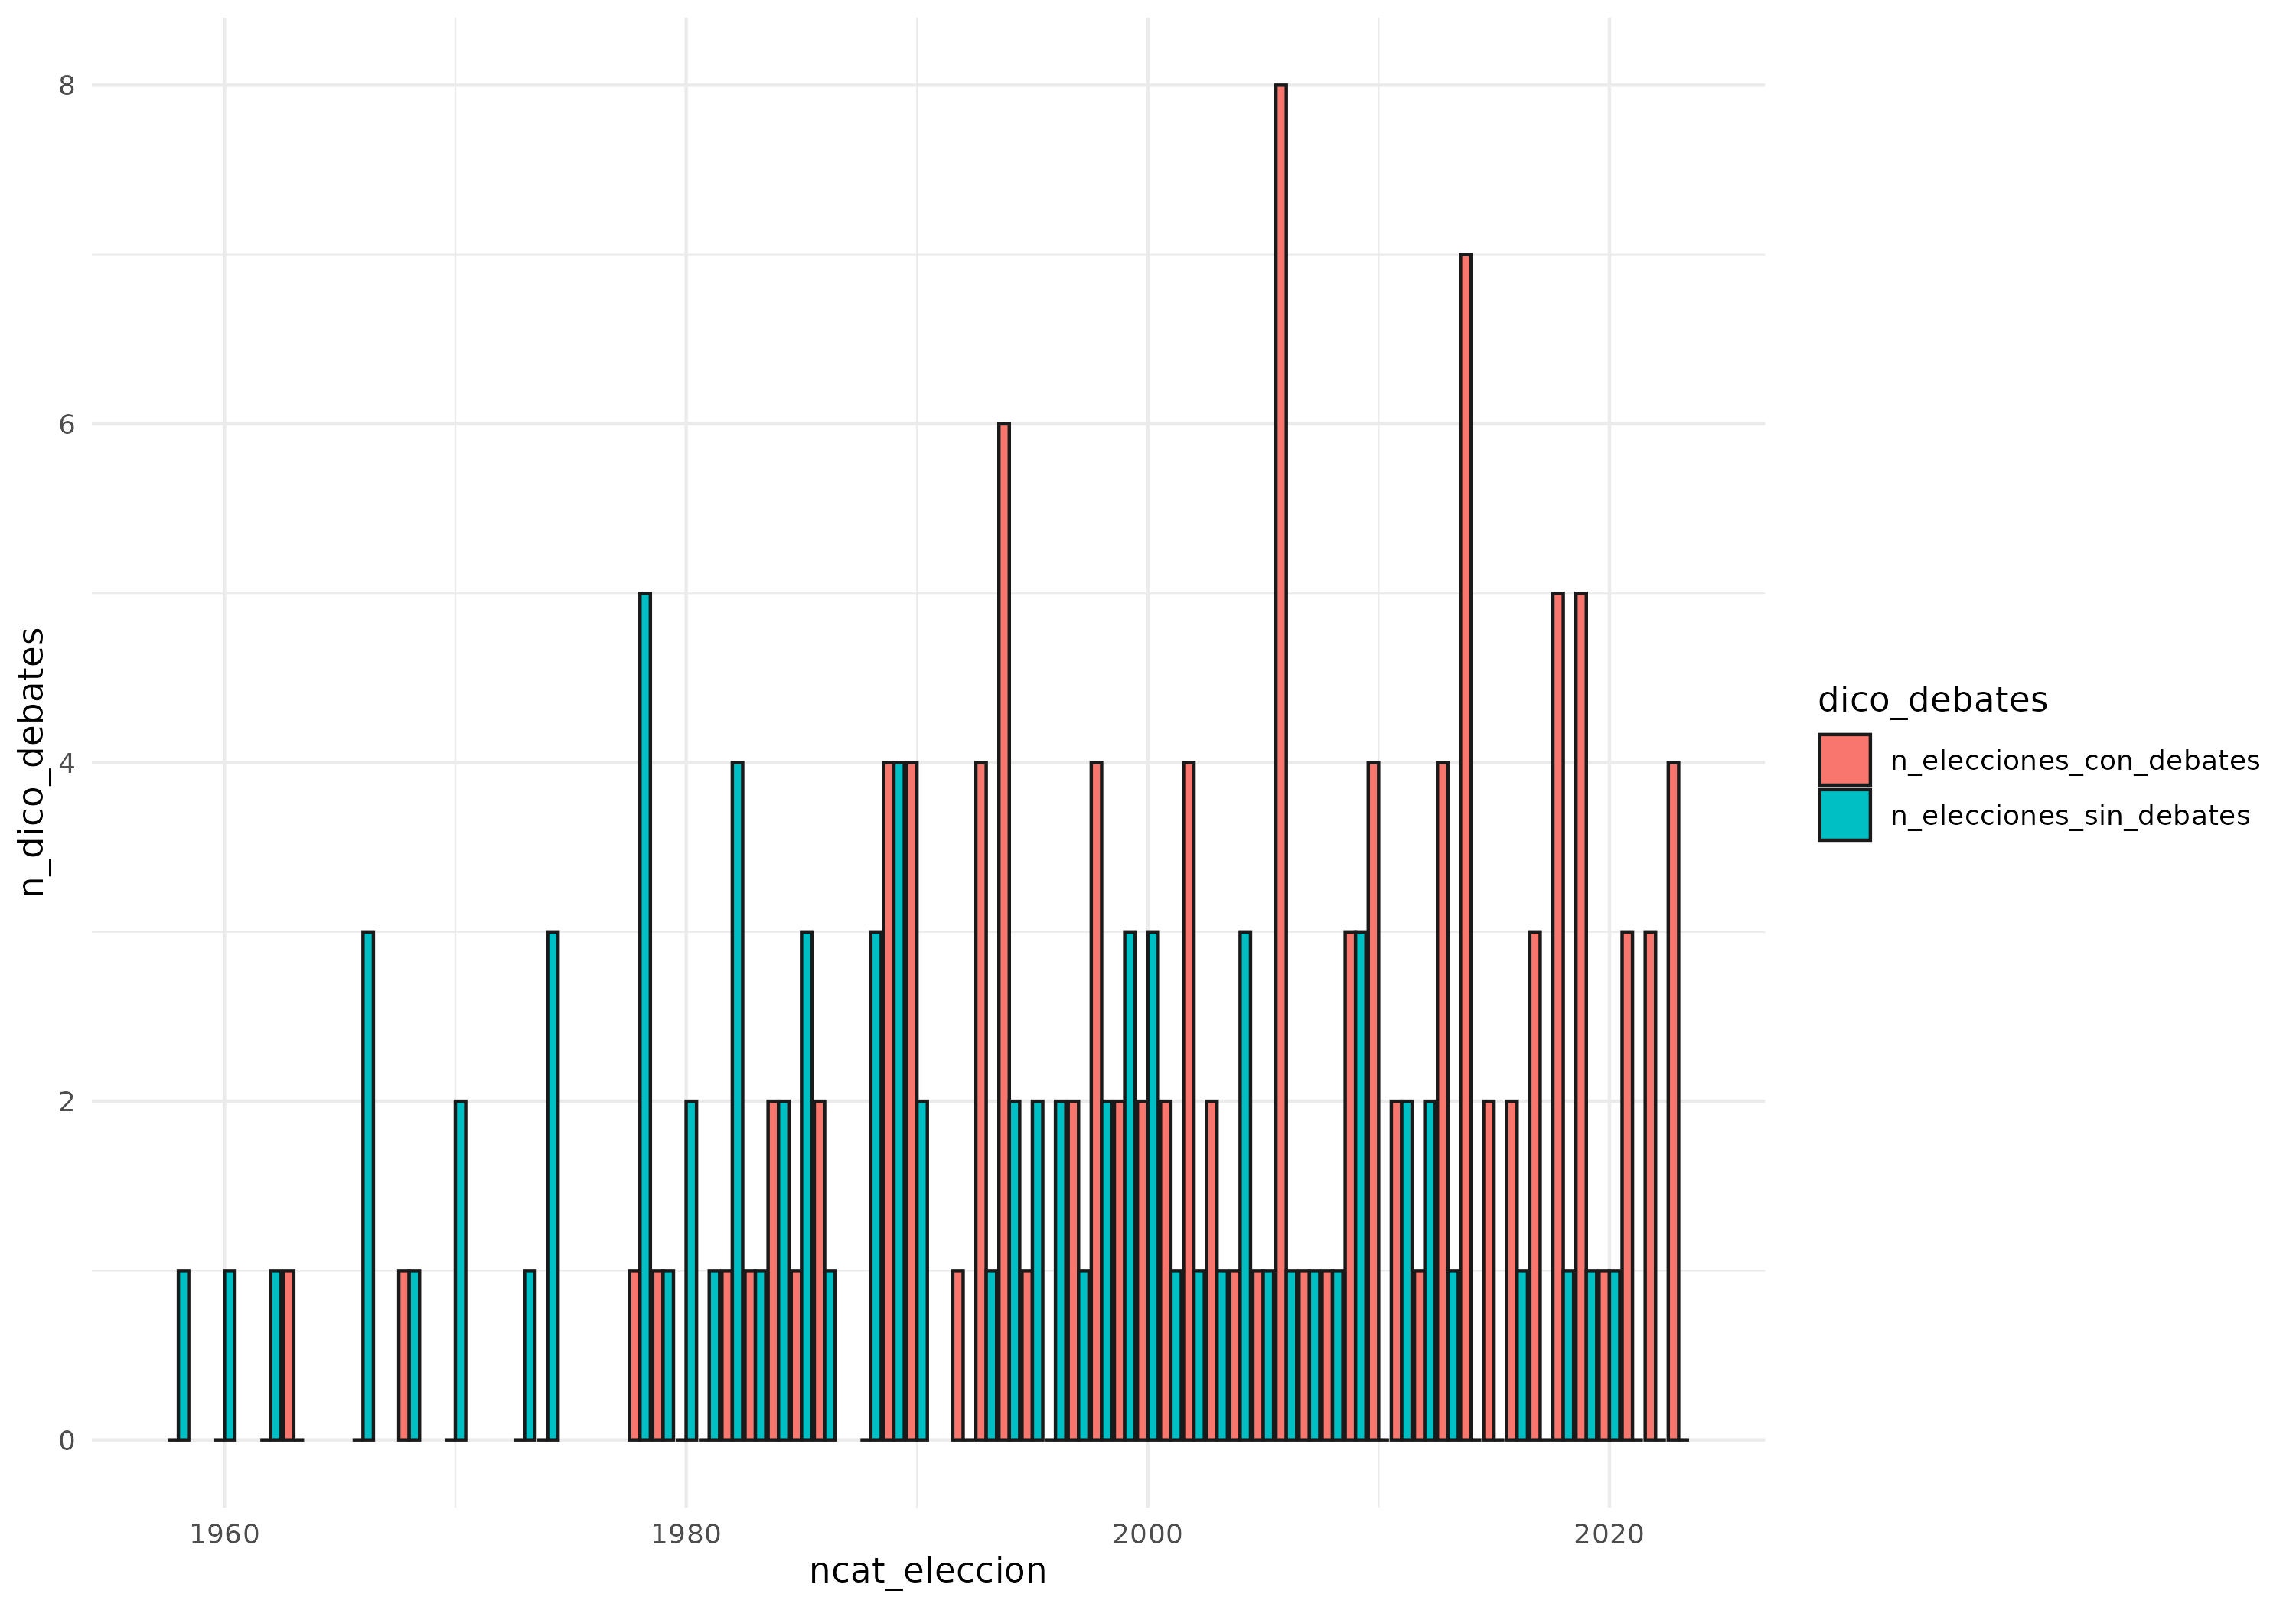 8
6
4
2
0
n_dico_debates
1960
1980
2000
2020
ncat_eleccion
dico_debates
n_elecciones_con_debates
n_elecciones_sin_debates